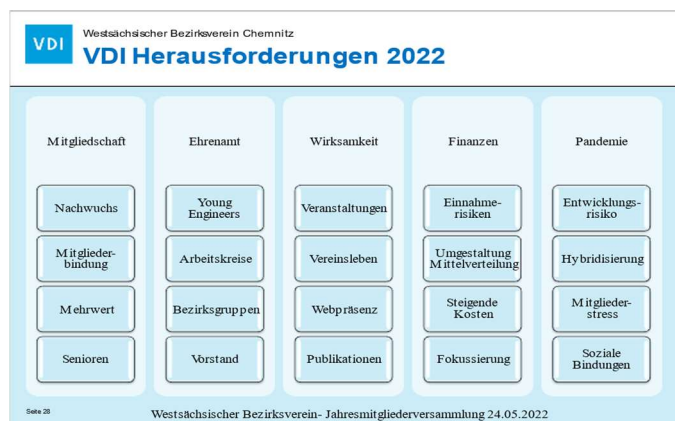 VDI
Westsächsischer Bezirksverein Chemnitz
VDI Herausforderungen 2022
Mitgliedschaft
Nachwuchs
Mitglieder-
bindung
Mehrwert
Senioren
Ehrenamt
Young
Engineers
Arbeitskreise
Bezirksgruppen
Vorstand
Wirksamkeit
Veranstaltungen
Vereinsleben
Webpräsenz
Publikationen
Finanzen
Einnahme-
risiken
Umgestaltung
Mittelverteilung
Steigende
Kosten
Fokussierung
Pandemie
Entwicklungs-
risiko
Hybridisierung
Mitglieder-
stress
Soziale
Bindungen
Seite 28
Westsächsischer Bezirksverein- Jahresmitgliederversammlung 24.05.2022